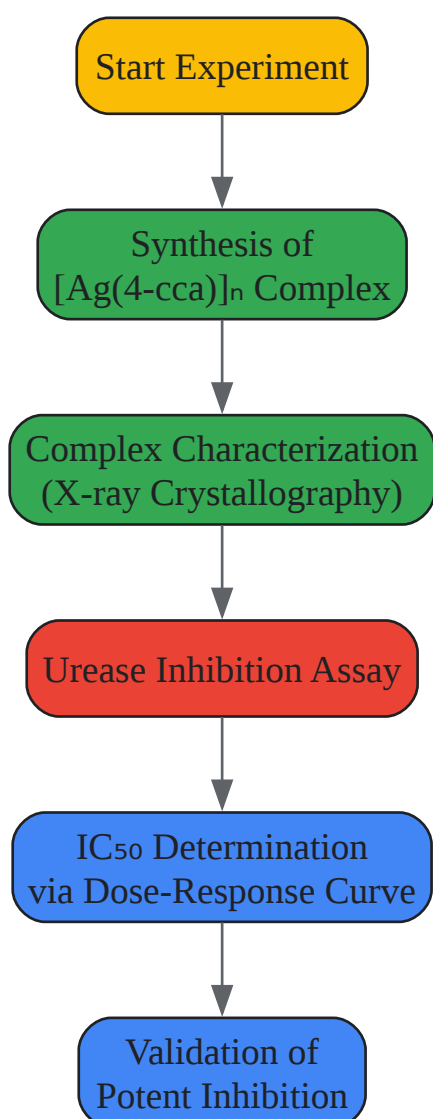 Start Experiment
Synthesis of
[Ag(4-cca)]ₙ Complex
Complex Characterization
(X-ray Crystallography)
Urease Inhibition Assay
IC₅₀ Determination
via Dose-Response Curve
Validation of
Potent Inhibition